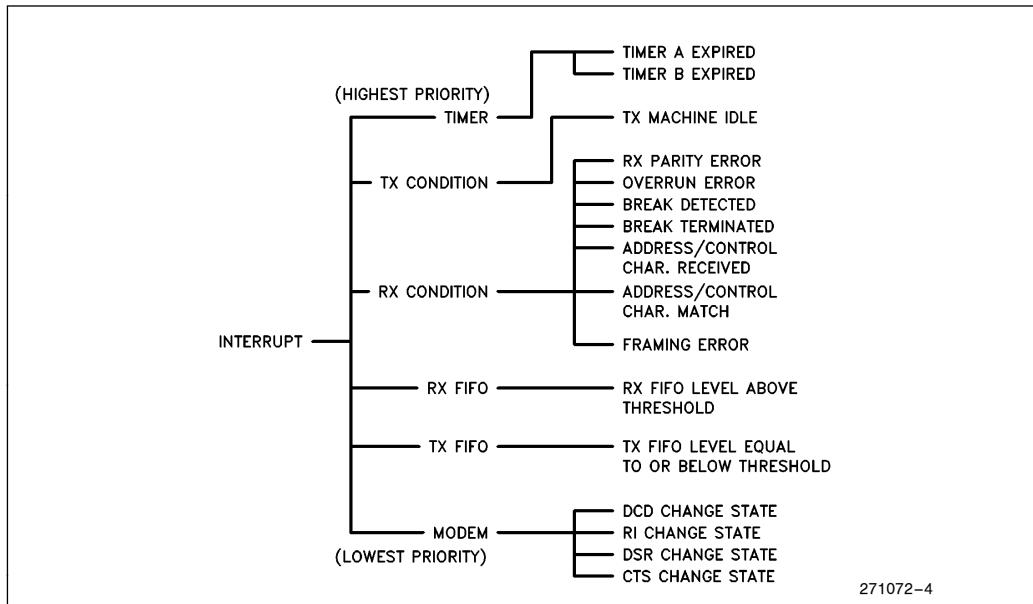 TIMER A EXPIRED
TIMER B EXPIRED
(HIGHEST PRIORITY)
TIMER
TX MACHINE IDLE
TX CONDITION
RX PARITY ERROR
OVERRUN ERROR
BREAK DETECTED
BREAK TERMINATED
ADDRESS/CONTROL
CHAR. RECEIVED
RX CONDITION
ADDRESS/CONTROL
CHAR. MATCH
FRAMING ERROR
INTERRUPT
RX FIFO
RX FIFO LEVEL ABOVE
THRESHOLD
TX FIFO
TX FIFO LEVEL EQUAL
TO OR BELOW THRESHOLD
MODEM
(LOWEST PRIORITY)
DCD CHANGE STATE
RI CHANGE STATE
DSR CHANGE STATE
CTS CHANGE STATE
271072-4